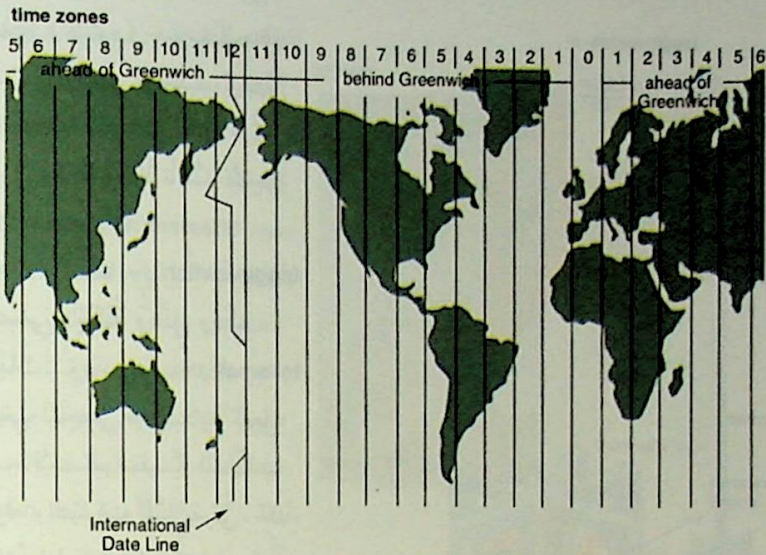 time zones
5 6 7 8 9 10 11 12 11 10 9 8 7 6 5 4 3 2 1 0 1 2 3 4 5 6
ahead of Greenwich behind Greenwich ahead of
Greenwich
International
Date Line